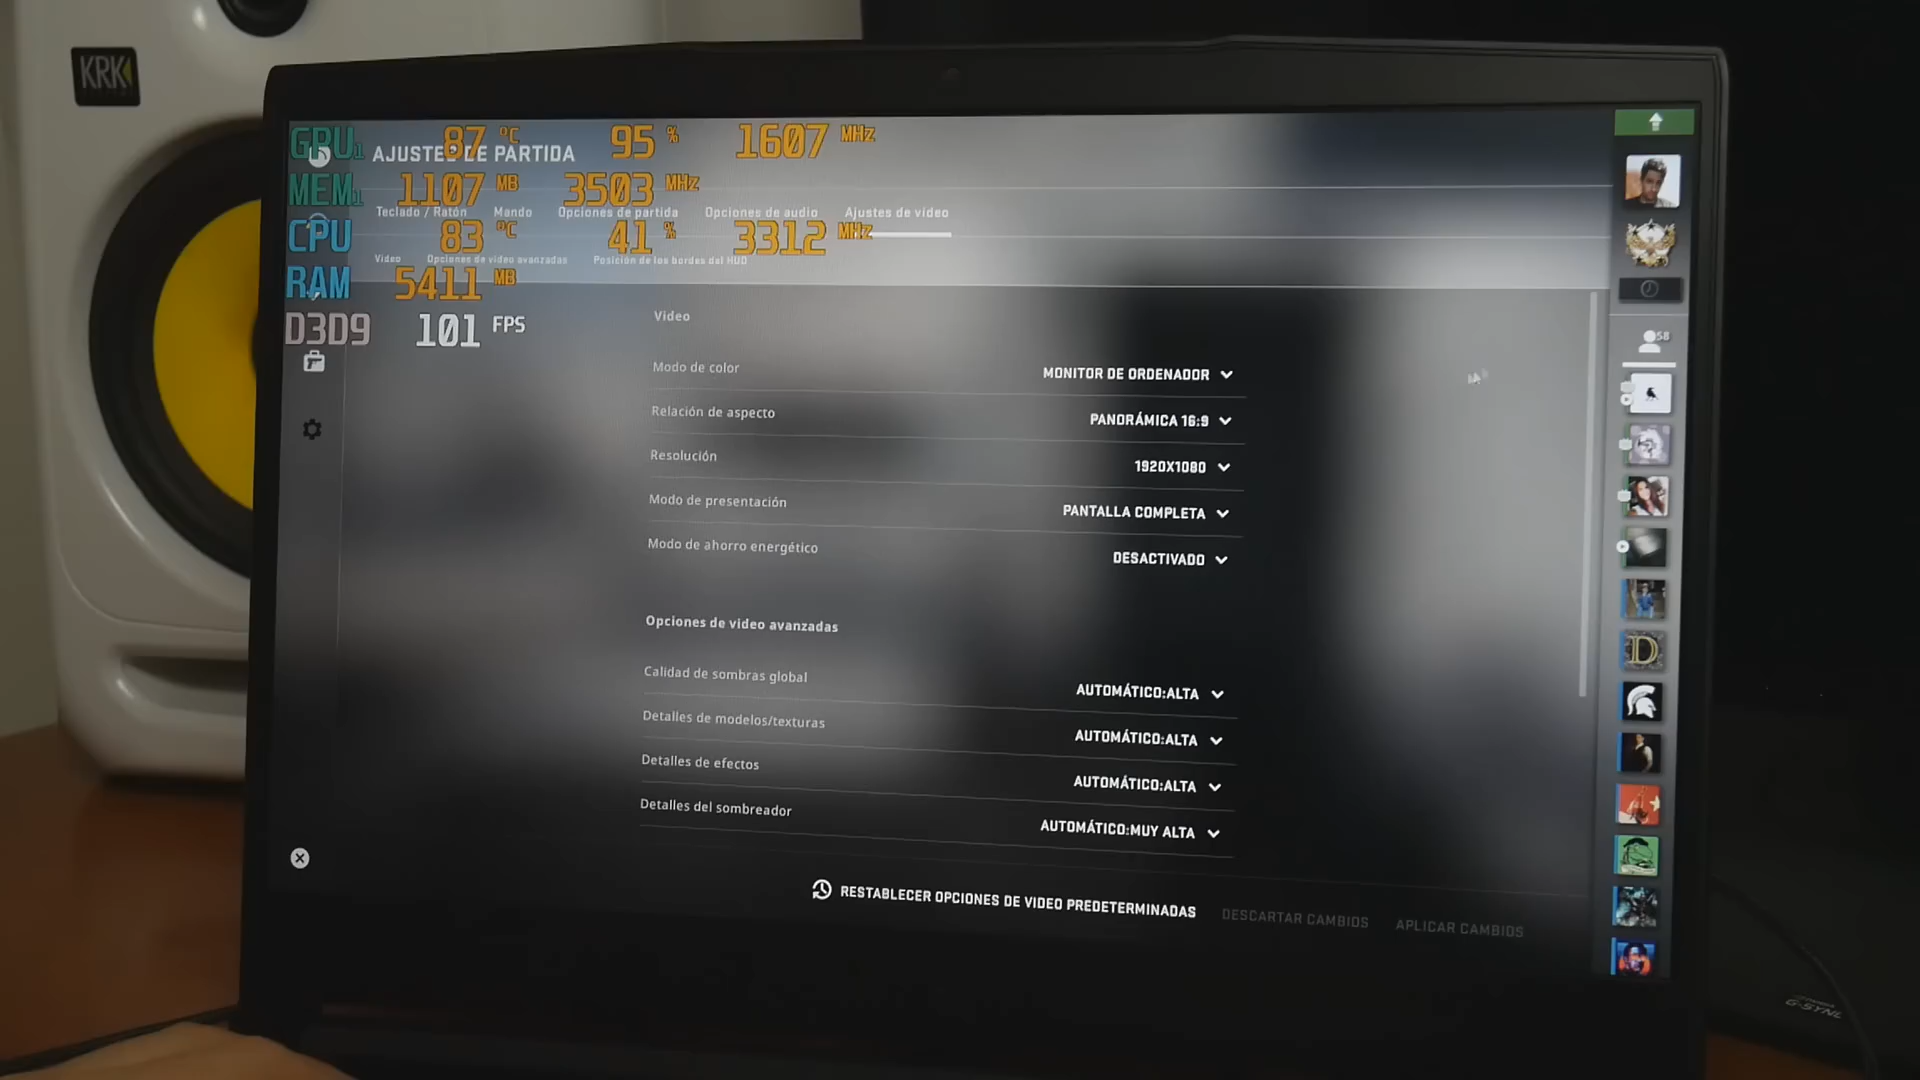 KRK
GPU1 87 °C 95 % 1607 MHz
AJUSTES DE PARTIDA
MEM1 1107 MB 3503 MHz
Teclado / Ratón Mando Opciones de partida Opciones de audio Ajustes de video
CPU 83 °C 41 % 3312 MHz
Video Opciones de video avanzadas Posición de los bordes del HUD
RAM 5411 MB
D3D9 101 FPS
Video
58
Modo de color MONITOR DE ORDENADOR
Relación de aspecto PANORÁMICA 16:9
Resolución 1920X1080
Modo de presentación PANTALLA COMPLETA
Modo de ahorro energético DESACTIVADO
Opciones de video avanzadas
D
Calidad de sombras global AUTOMÁTICO:ALTA
Detalles de modelos/texturas AUTOMÁTICO:ALTA
Detalles de efectos AUTOMÁTICO:ALTA
Detalles del sombreador AUTOMÁTICO:MUY ALTA
RESTABLECER OPCIONES DE VIDEO PREDETERMINADAS DESCARTAR CAMBIOS APLICAR CAMBIOS
G-SYNC